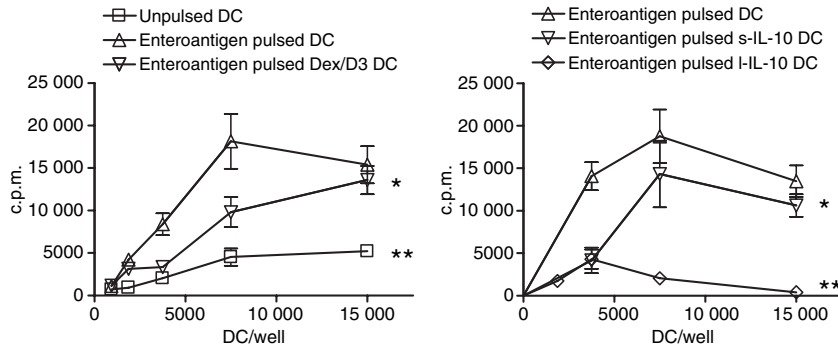 Unpulsed DC
Enteroantigen pulsed DC
Enteroantigen pulsed Dex/D3 DC
25 000
20 000
15 000
10 000
5000
0
c.p.m.
*
**
0
5000
10 000
15 000
DC/well
Enteroantigen pulsed DC
Enteroantigen pulsed s-IL-10 DC
Enteroantigen pulsed l-IL-10 DC
25 000
20 000
15 000
10 000
5000
0
c.p.m.
*
**
0
5000
10 000
15 000
DC/well